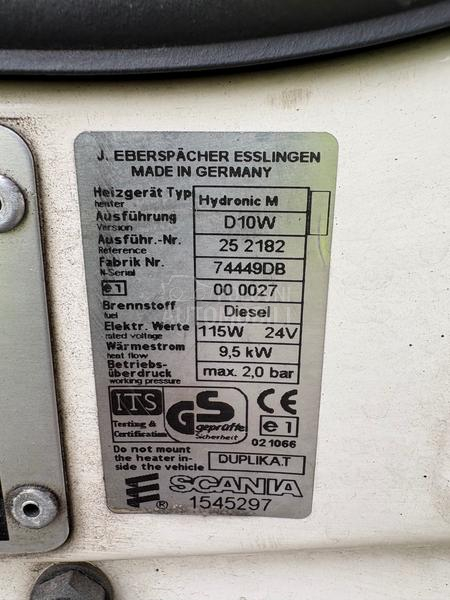 J. EBERSPÄCHER ESSLINGEN
MADE IN GERMANY
Heizgerät Typ Hydronic M
heater
Ausführung D10W
Version
Ausführ.-Nr. 25 2182
Reference
Fabrik Nr. 74449DB
N-Serial
e1 00 0027
Brennstoff Diesel
fuel
Elektr. Werte 115W 24V
rated voltage
Wärmestrom 9,5 kW
heat flow
Betriebs-
überdruck max. 2,0 bar
working pressure
ITS GS CE
geprüfte
Sicherheit
Testing &
Certification
e1
021066
Do not mount
the heater in-
side the vehicle DUPLIKAT
SCANIA
® 1545297